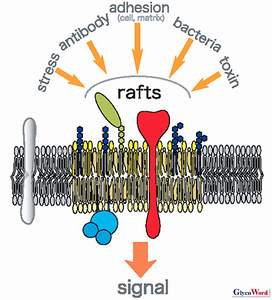 adhesion
(cell, matrix)
stress antibody bacteria toxin
rafts
signal
GlycoWord